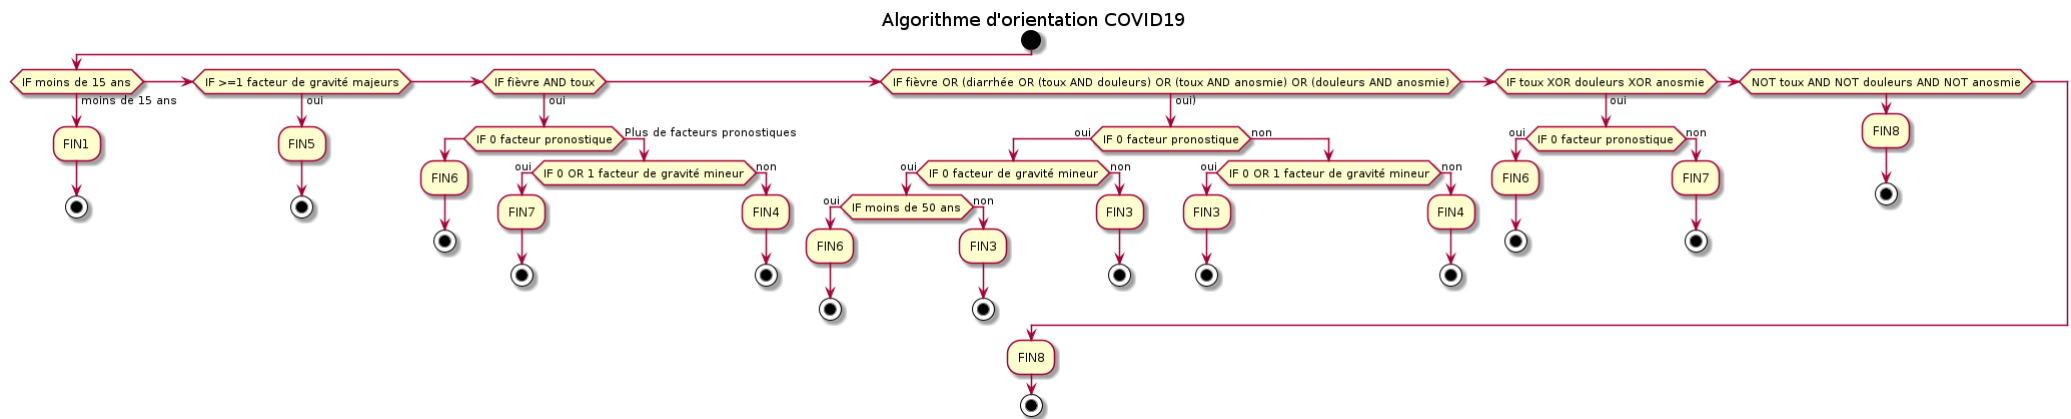 Algorithme d'orientation COVID19
IF moins de 15 ans
IF >=1 facteur de gravité majeurs
IF fièvre AND toux
IF fièvre OR (diarrhée OR (toux AND douleurs) OR (toux AND anosmie) OR (douleurs AND anosmie)
IF toux XOR douleurs XOR anosmie
NOT toux AND NOT douleurs AND NOT anosmie
moins de 15 ans
oui
oui
oui)
oui
FIN1
FIN5
IF 0 facteur pronostique
Plus de facteurs pronostiques
oui
IF 0 facteur pronostique
non
oui
IF 0 facteur pronostique
non
FIN8
FIN6
oui
IF 0 OR 1 facteur de gravité mineur
non
oui
IF 0 facteur de gravité mineur
non
oui
IF 0 OR 1 facteur de gravité mineur
non
FIN6
FIN7
FIN7
FIN4
oui
IF moins de 50 ans
non
FIN3
FIN3
FIN4
FIN6
FIN3
FIN8